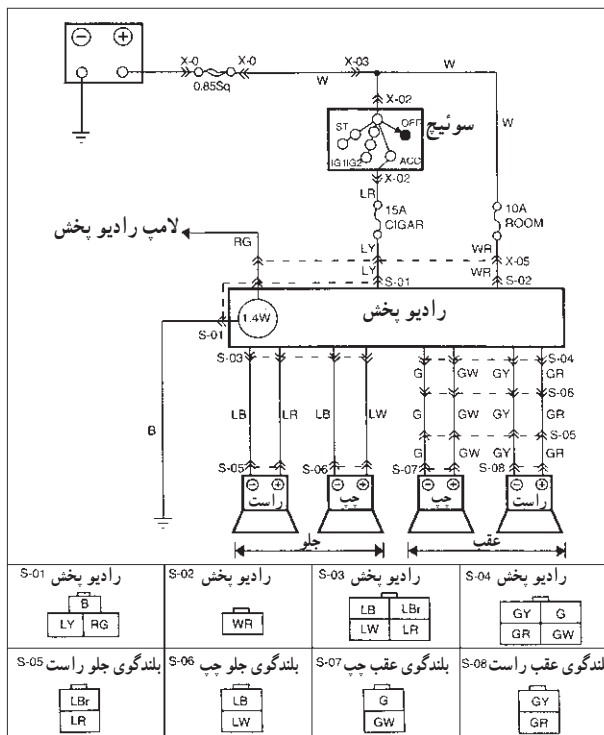 X-0 X-0 X-03 W
0.85Sq W
X-02 W
سوئیچ
ST OFF
IG1 IG2 ACC
X-02
LR
15A 10A
CIGAR ROOM
لامپ رادیو پخش
RG LY WR X-05
LY S-01 WR S-02
رادیو پخش
1.4W
S-01
S-03 S-04
G GW GY GR
S-06
LB LR LB LW G GW GY GR
B
S-05
G GW GY GR
S-05 S-06 S-07 S-08
راست چپ چپ راست
جلو عقب
S-01 رادیو پخش
B
LY RG
S-02 رادیو پخش
WR
S-03 رادیو پخش
LB LBr
LW LR
S-04 رادیو پخش
GY G
GR GW
S-05 بلندگوی جلو راست
LBr
LR
S-06 بلندگوی جلو چپ
LB
LW
S-07 بلندگوی عقب چپ
G
GW
S-08 بلندگوی عقب راست
GY
GR